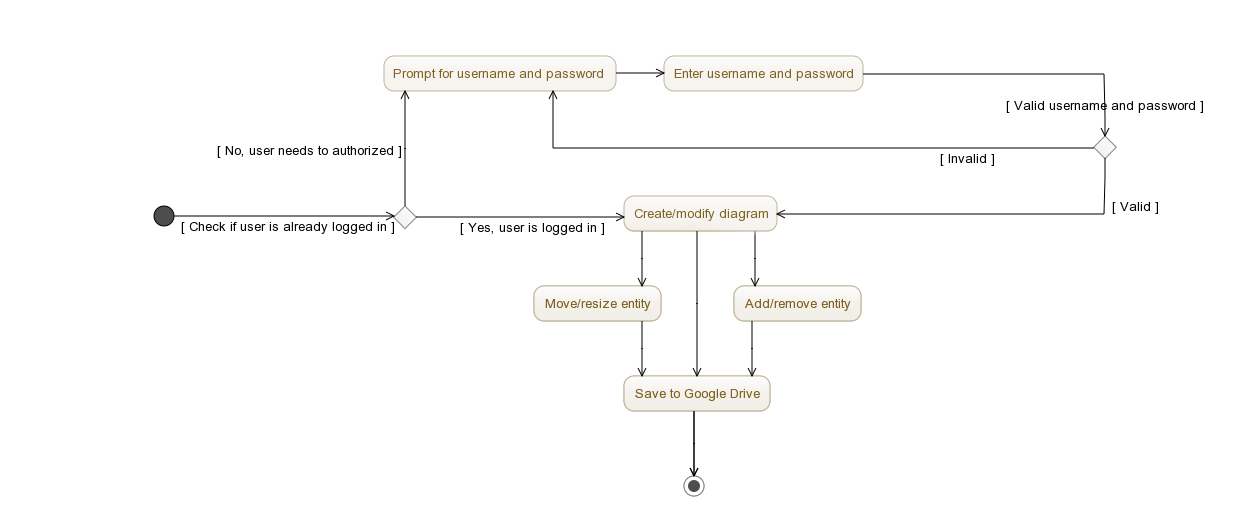 Prompt for username and password
Enter username and password
[ Valid username and password ]
[ No, user needs to authorized ]
[ Invalid ]
[ Check if user is already logged in ]
[ Yes, user is logged in ]
Create/modify diagram
[ Valid ]
Move/resize entity
Add/remove entity
Save to Google Drive